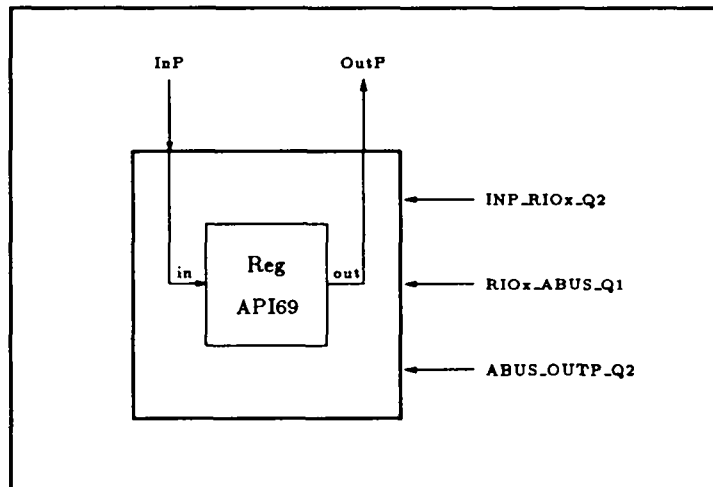 InP
OutP
INP_RIOx_Q2
Reg
in
out
RIOx_ABUS_Q1
API69
ABUS_OUTP_Q2